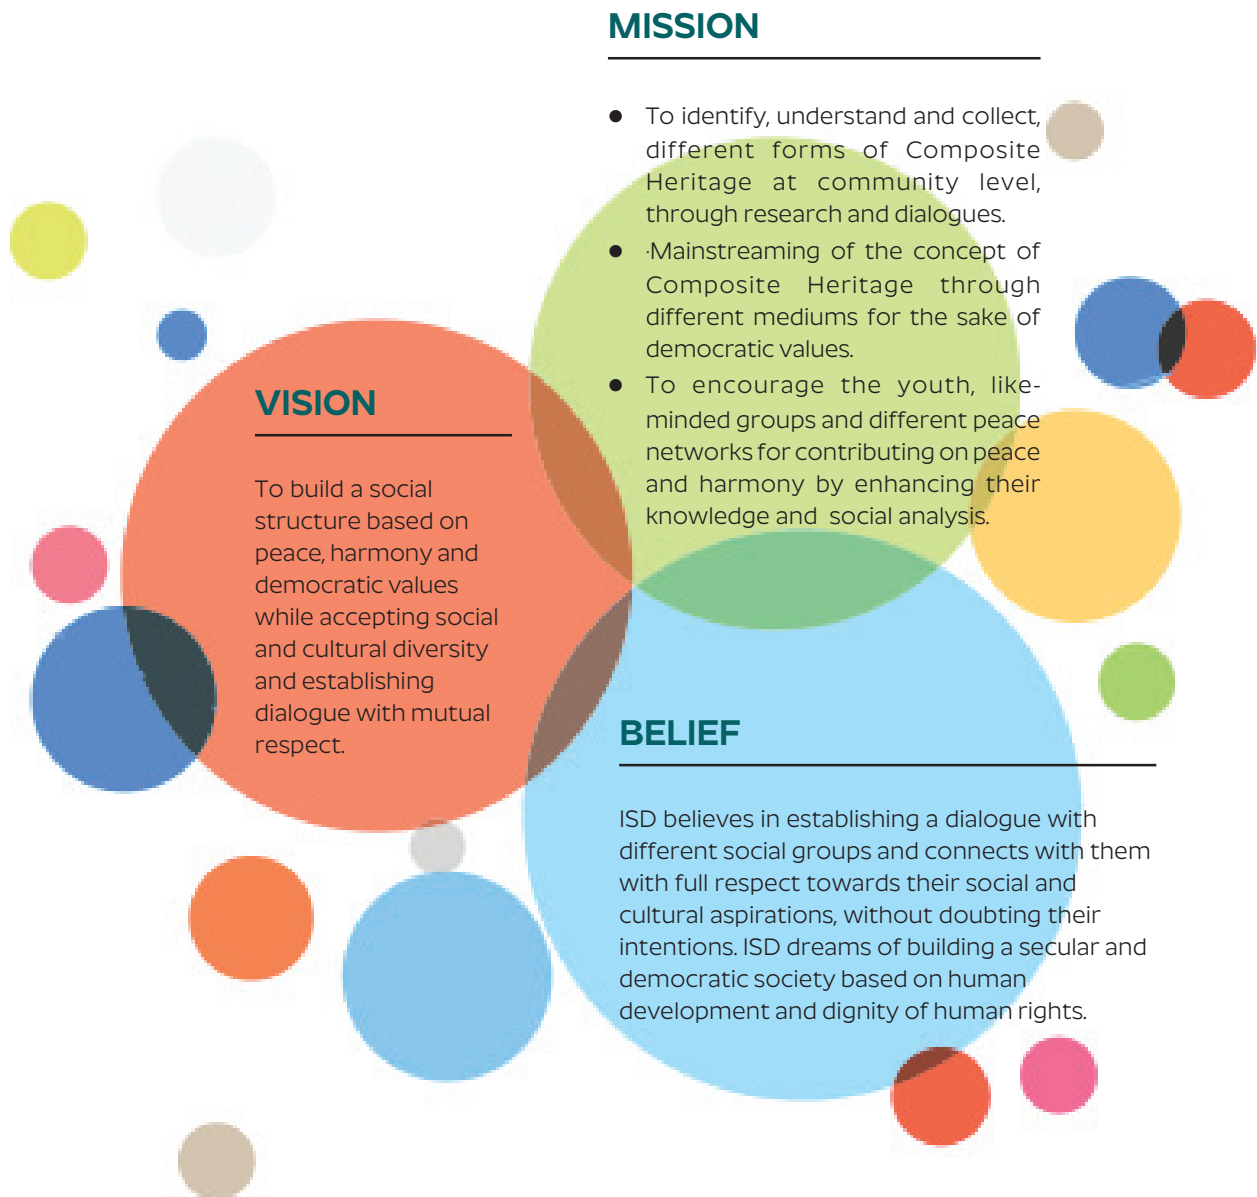 MISSION
● To identify, understand and collect,
different forms of Composite
Heritage at community level,
through research and dialogues.
● ·Mainstreaming of the concept of
Composite Heritage through
different mediums for the sake of
democratic values.
● To encourage the youth, like-
minded groups and different peace
networks for contributing on peace
and harmony by enhancing their
knowledge and social analysis.
VISION
To build a social
structure based on
peace, harmony and
democratic values
while accepting social
and cultural diversity
and establishing
dialogue with mutual
respect.
BELIEF
ISD believes in establishing a dialogue with
different social groups and connects with them
with full respect towards their social and
cultural aspirations, without doubting their
intentions. ISD dreams of building a secular and
democratic society based on human
development and dignity of human rights.